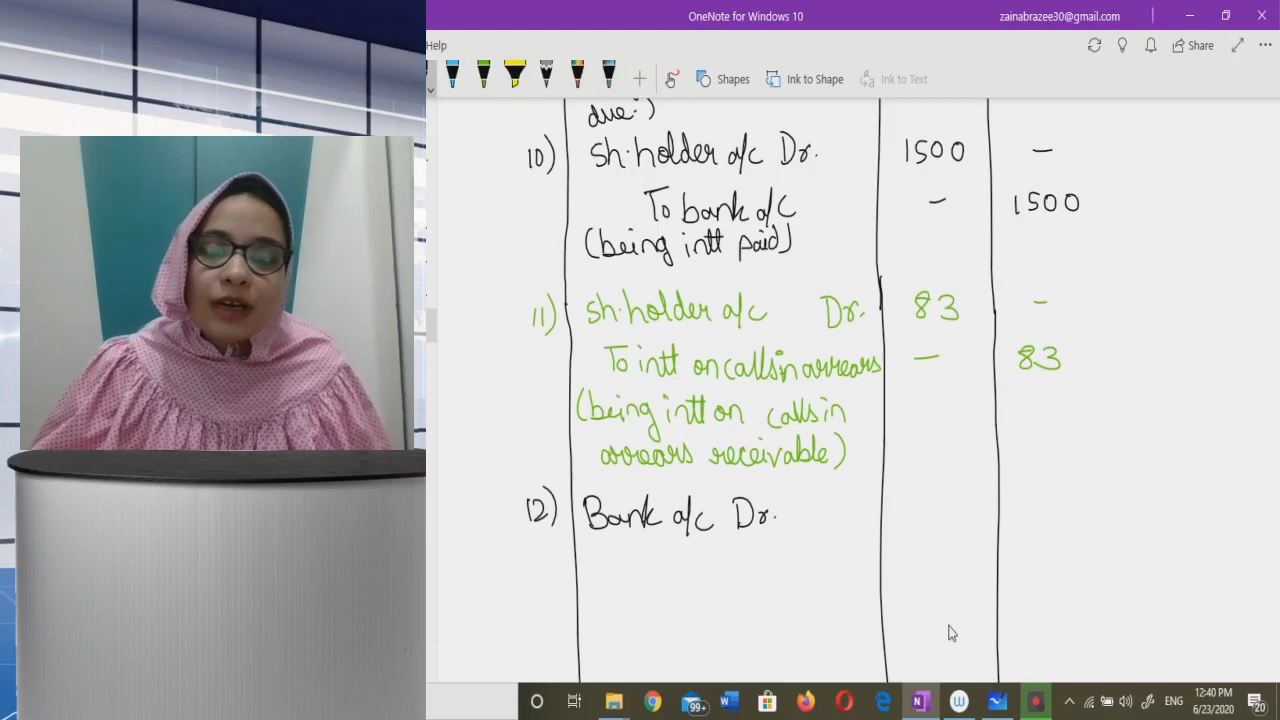 OneNote for Windows 10
zainabrazee30@gmail.com
Help
Share
Shapes
Ink to Shape
Ink to Text
due.)
10) sh.holder a/c Dr. 1500 -
To bank a/c - 1500
(being intt paid)
11) sh.holder a/c Dr. 83 -
To intt on calls in arrears - 83
(being intt on calls in
arrears receivable)
12) Bank a/c Dr.
99+
ENG
12:40 PM
6/23/2020
20